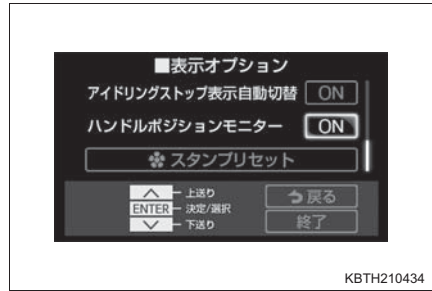 ■表示オプション
アイドリングストップ表示自動切替 ON
ハンドルポジションモニター ON
スタンプリセット
上送り
ENTER 決定/選択
下送り
戻る
終了
KBTH210434